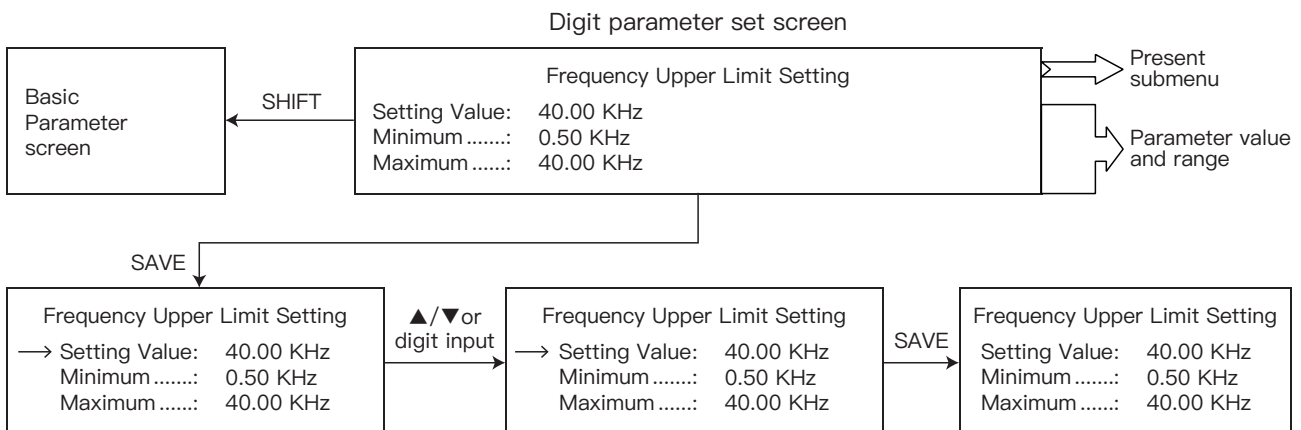 Digit parameter set screen
Basic
Parameter
screen
SHIFT
Frequency Upper Limit Setting
Setting Value: 40.00 KHz
Minimum .......: 0.50 KHz
Maximum ......: 40.00 KHz
Present
submenu
Parameter value
and range
SAVE
Frequency Upper Limit Setting
→ Setting Value: 40.00 KHz
Minimum .......: 0.50 KHz
Maximum ......: 40.00 KHz
▲/▼or
digit input
Frequency Upper Limit Setting
→ Setting Value: 40.00 KHz
Minimum .......: 0.50 KHz
Maximum ......: 40.00 KHz
SAVE
Frequency Upper Limit Setting
Setting Value: 40.00 KHz
Minimum .......: 0.50 KHz
Maximum ......: 40.00 KHz